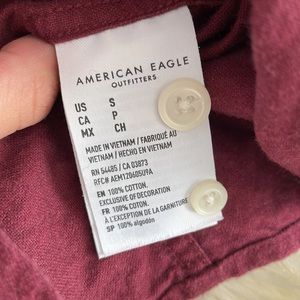 AMERICAN EAGLE
OUTFITTERS
US S
CA P
MX CH
MADE IN VIETNAM / FABRIQUÉ AU
VIETNAM / HECHO EN VIETNAM
RN 54485 / CA 03873
RFC# AEM120405U9A
EN 100% COTTON.
EXCLUSIVE OF DECORATION
FR 100% COTON.
À L'EXCEPTION DE LA GARNITURE
SP 100% algodón